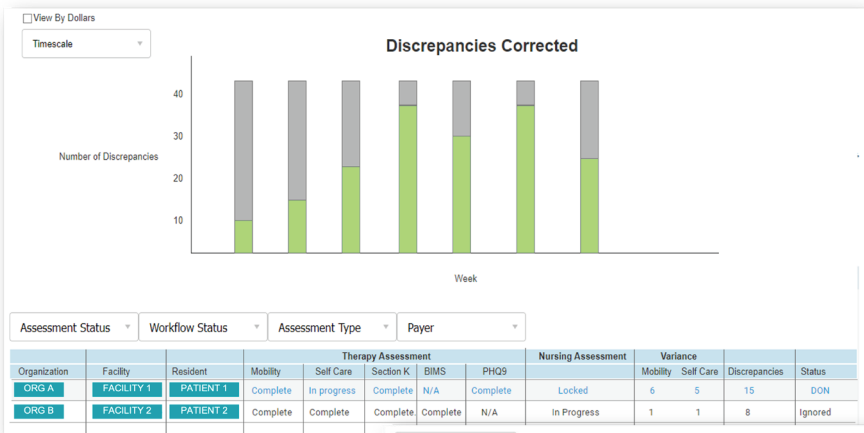 View By Dollars
Timescale
Discrepancies Corrected
40
30
Number of Discrepancies
20
10
Week
Assessment Status Workflow Status Assessment Type Payer
Therapy Assessment Nursing Assessment Variance
Organization Facility Resident Mobility Self Care Section K BIMS PHQ9 Mobility Self Care Discrepancies Status
ORG A FACILITY 1 PATIENT 1 Complete In progress Complete N/A Complete Locked 6 5 15 DON
ORG B FACILITY 2 PATIENT 2 Complete Complete Complete. Complete N/A In Progress 1 1 8 Ignored